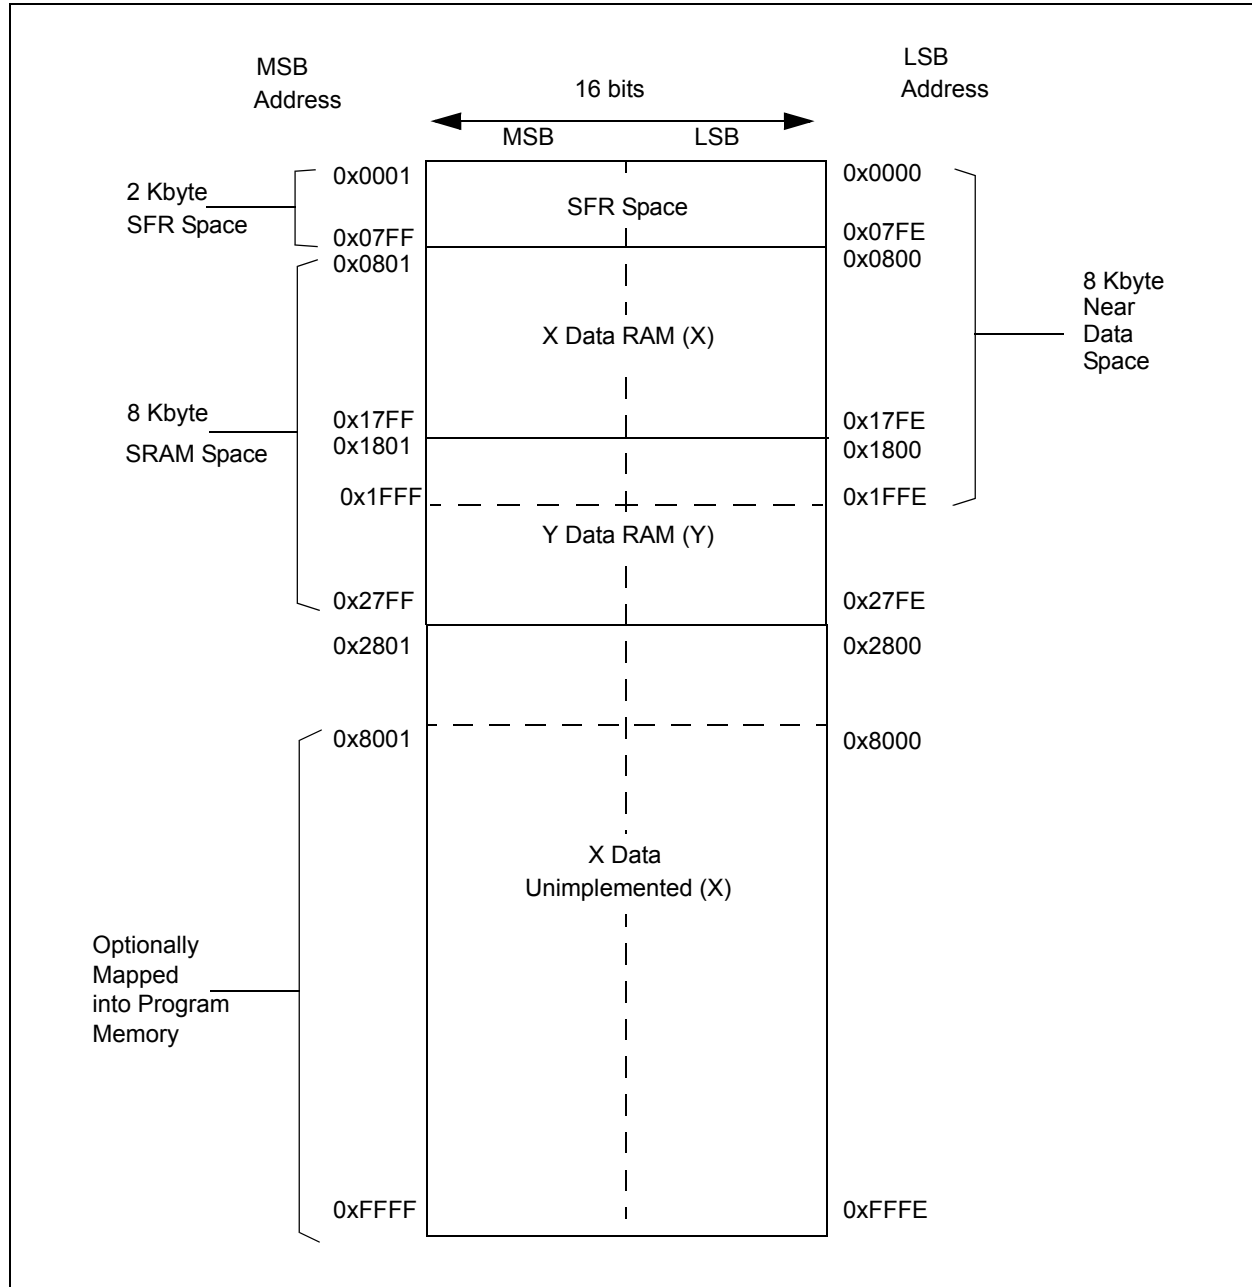 MSB
Address
16 bits
LSB
Address
MSB
LSB
2 Kbyte
SFR Space
0x0001
0x0000
SFR Space
0x07FF
0x07FE
0x0801
0x0800
8 Kbyte
Near
Data
Space
X Data RAM (X)
8 Kbyte
SRAM Space
0x17FF
0x17FE
0x1801
0x1800
0x1FFF
0x1FFE
Y Data RAM (Y)
0x27FF
0x27FE
0x2801
0x2800
0x8001
0x8000
X Data
Unimplemented (X)
Optionally
Mapped
into Program
Memory
0xFFFF
0xFFFE